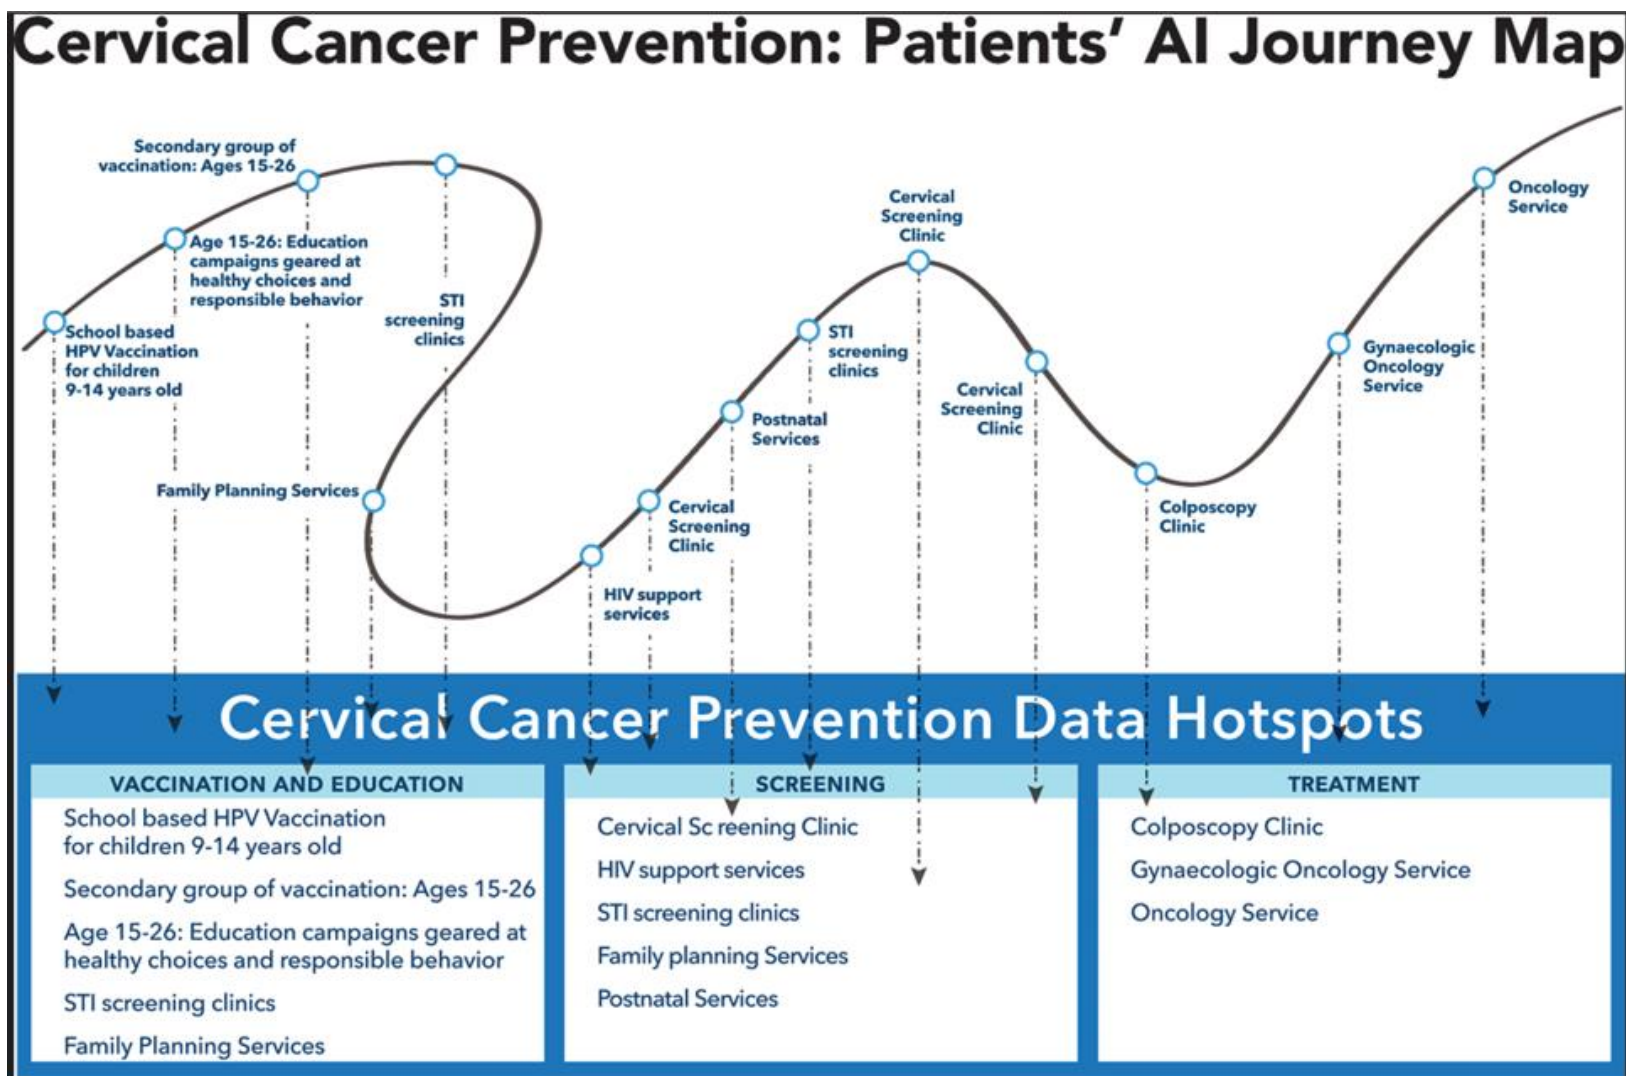 Cervical Cancer Prevention: Patients' AI Journey Map
Secondary group of
vaccination: Ages 15-26
Age 15-26: Education
campaigns geared at
healthy choices and
responsible behavior
School based
HPV Vaccination
for children
9-14 years old
STI
screening
clinics
Family Planning Services
HIV support
services
Cervical
Screening
Clinic
Postnatal
Services
STI
screening
clinics
Cervical
Screening
Clinic
Cervical
Screening
Clinic
Colposcopy
Clinic
Gynaecologic
Oncology
Service
Oncology
Service
Cervical Cancer Prevention Data Hotspots
VACCINATION AND EDUCATION
School based HPV Vaccination
for children 9-14 years old
Secondary group of vaccination: Ages 15-26
Age 15-26: Education campaigns geared at
healthy choices and responsible behavior
STI screening clinics
Family Planning Services
SCREENING
Cervical Sc reening Clinic
HIV support services
STI screening clinics
Family planning Services
Postnatal Services
TREATMENT
Colposcopy Clinic
Gynaecologic Oncology Service
Oncology Service